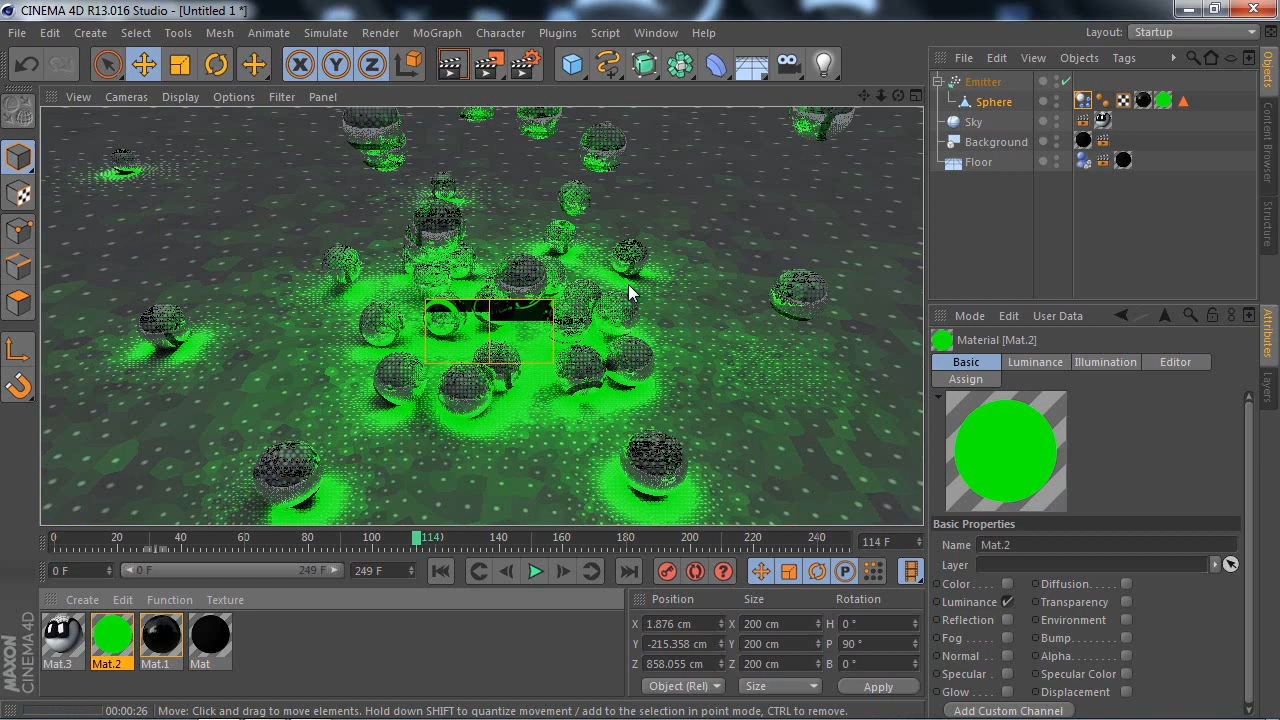 CINEMA 4D R13.016 Studio - [Untitled 1 *]
File Edit Create Select Tools Mesh Animate Simulate Render MoGraph Character Plugins Script Window Help
Layout: Startup
X Y Z
File Edit View Objects Tags
View Cameras Display Options Filter Panel
Emitter
Sphere
Sky
Background
Floor
Objects
Content Browser
Structure
Mode Edit User Data
Material [Mat.2]
Basic Luminance Illumination Editor
Assign
Attributes
Layers
Basic Properties
Name Mat.2
Layer
Color Diffusion
Luminance Transparency
Reflection Environment
Fog Bump
Normal Alpha
Specular Specular Color
Glow Displacement
Add Custom Channel
0 20 40 60 80 100 114) 140 160 180 200 220 240 114 F
0 F 0 F 249 F 249 F
? P
Create Edit Function Texture
Mat.3 Mat.2 Mat.1 Mat
Position Size Rotation
X 1.876 cm X 200 cm H 0 °
Y -215.358 cm Y 200 cm P 90 °
Z 858.055 cm Z 200 cm B 0 °
Object (Rel) Size Apply
MAXON
CINEMA 4D
00:00:26 Move: Click and drag to move elements. Hold down SHIFT to quantize movement / add to the selection in point mode, CTRL to remove.